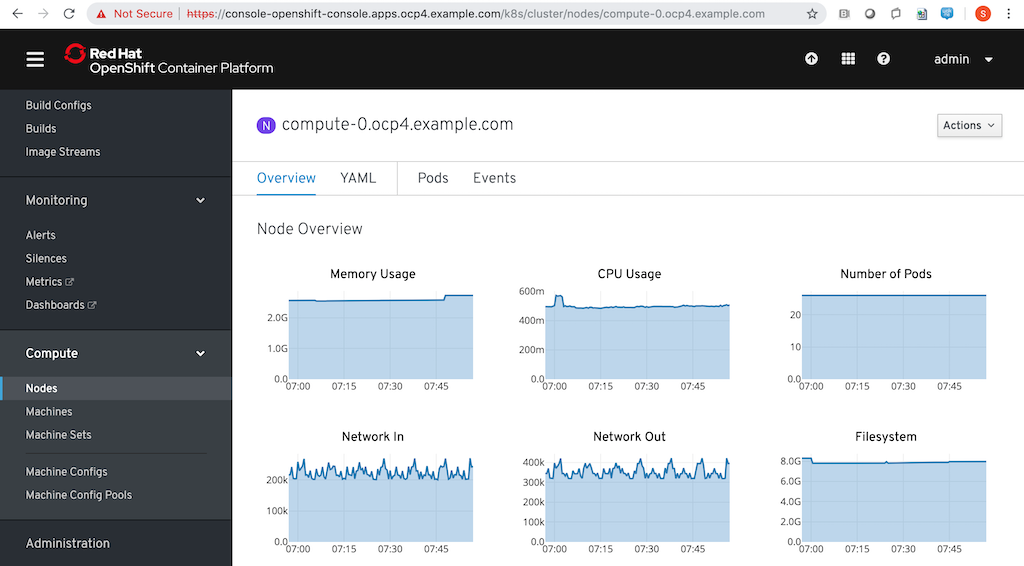 Not Secure https://console-openshift-console.apps.ocp4.example.com/k8s/cluster/nodes/compute-0.ocp4.example.com
S
Red Hat
OpenShift Container Platform
admin
Build Configs
Builds
Image Streams
Monitoring
Alerts
Silences
Metrics
Dashboards
Compute
Nodes
Machines
Machine Sets
Machine Configs
Machine Config Pools
Administration
N compute-0.ocp4.example.com
Actions
Overview YAML Pods Events
Node Overview
Memory Usage
2.0G
1.0G
0.0
07:00 07:15 07:30 07:45
CPU Usage
600m
400m
200m
0.0
07:00 07:15 07:30 07:45
Number of Pods
20
10
0.0
07:00 07:15 07:30 07:45
Network In
200k
100k
0.0
07:00 07:15 07:30 07:45
Network Out
400k
300k
200k
100k
0.0
07:00 07:15 07:30 07:45
Filesystem
8.0G
6.0G
4.0G
2.0G
0.0
07:00 07:15 07:30 07:45